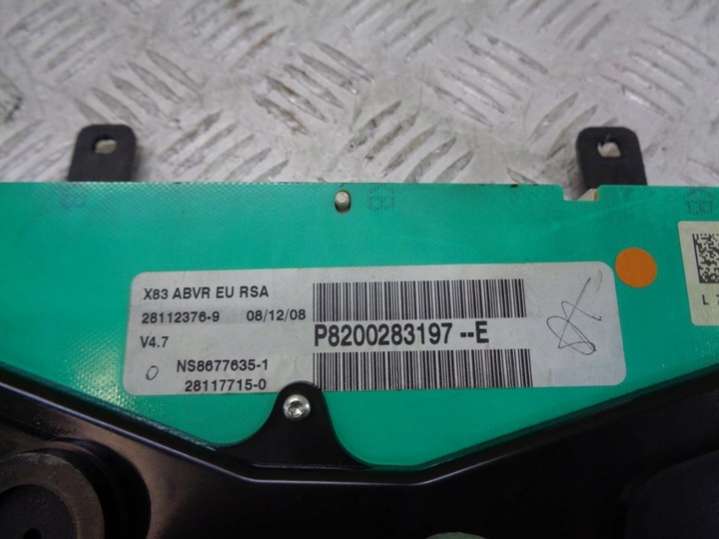 X83 ABVR EU RSA
28112376-9 08/12/08
V4.7
P8200283197 --E
NS8677635-1
28117715-0
L